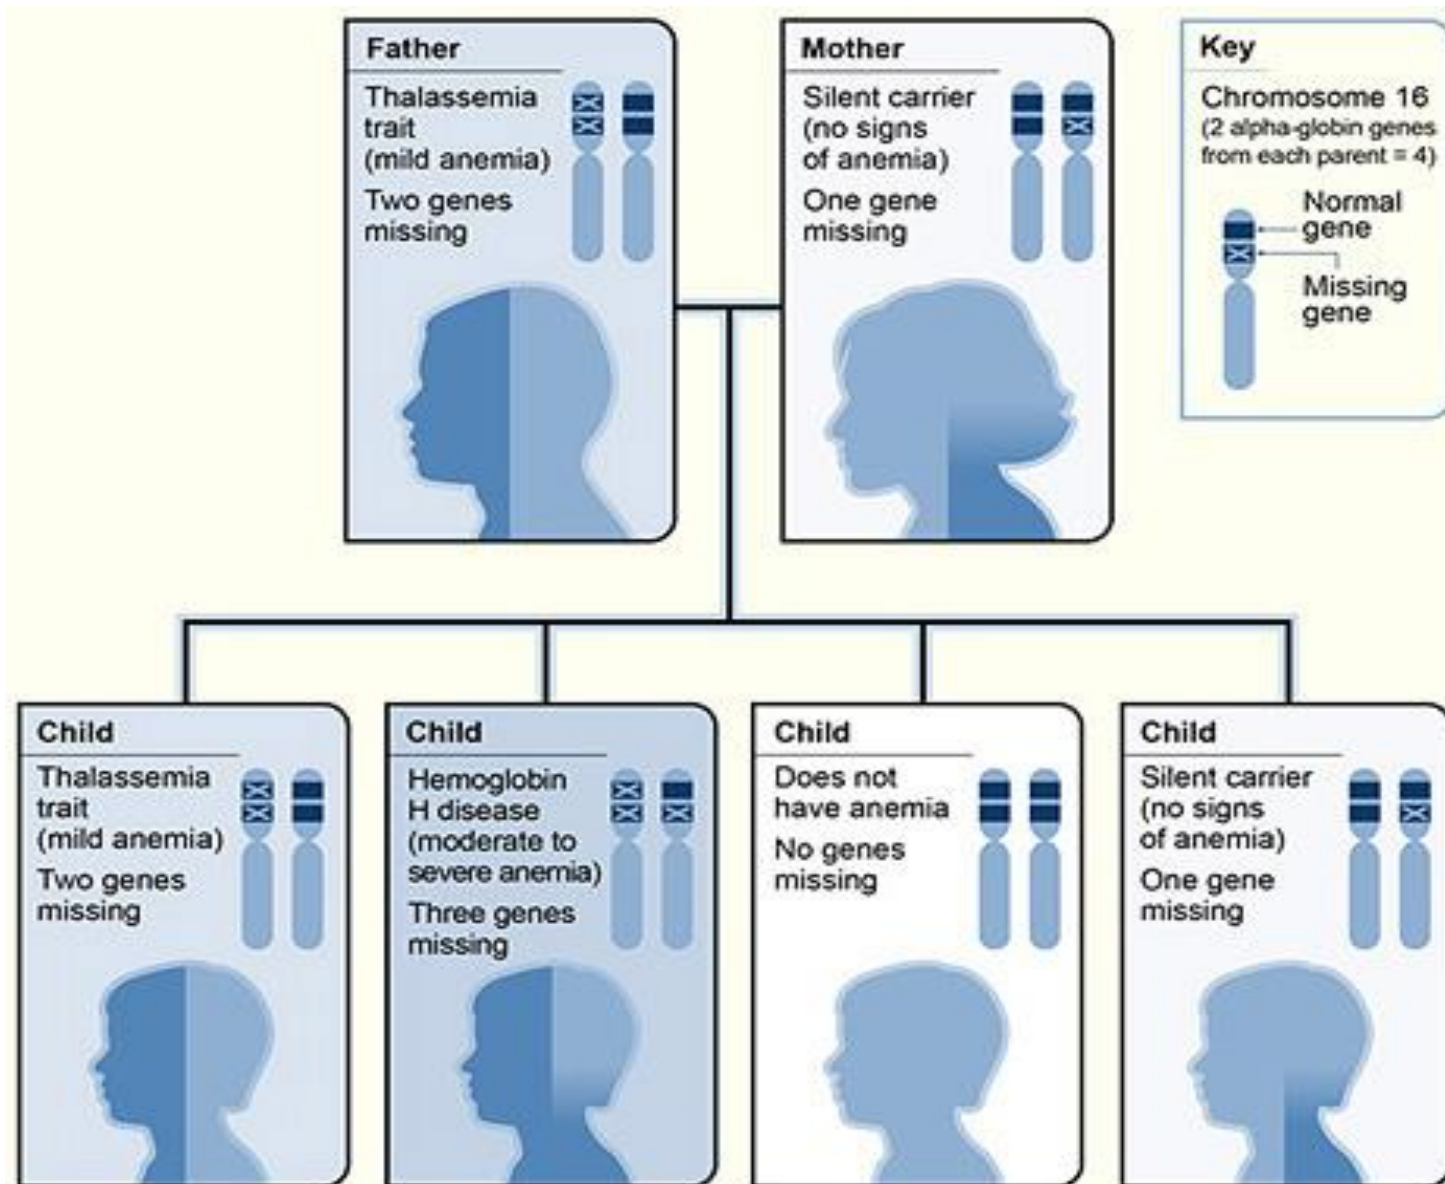 Father
Thalassemia
trait
(mild anemia)
Two genes
missing
Mother
Silent carrier
(no signs
of anemia)
One gene
missing
Key
Chromosome 16
(2 alpha-globin genes
from each parent = 4)
Normal
gene
Missing
gene
Child
Thalassemia
trait
(mild anemia)
Two genes
missing
Child
Hemoglobin
H disease
(moderate to
severe anemia)
Three genes
missing
Child
Does not
have anemia
No genes
missing
Child
Silent carrier
(no signs
of anemia)
One gene
missing